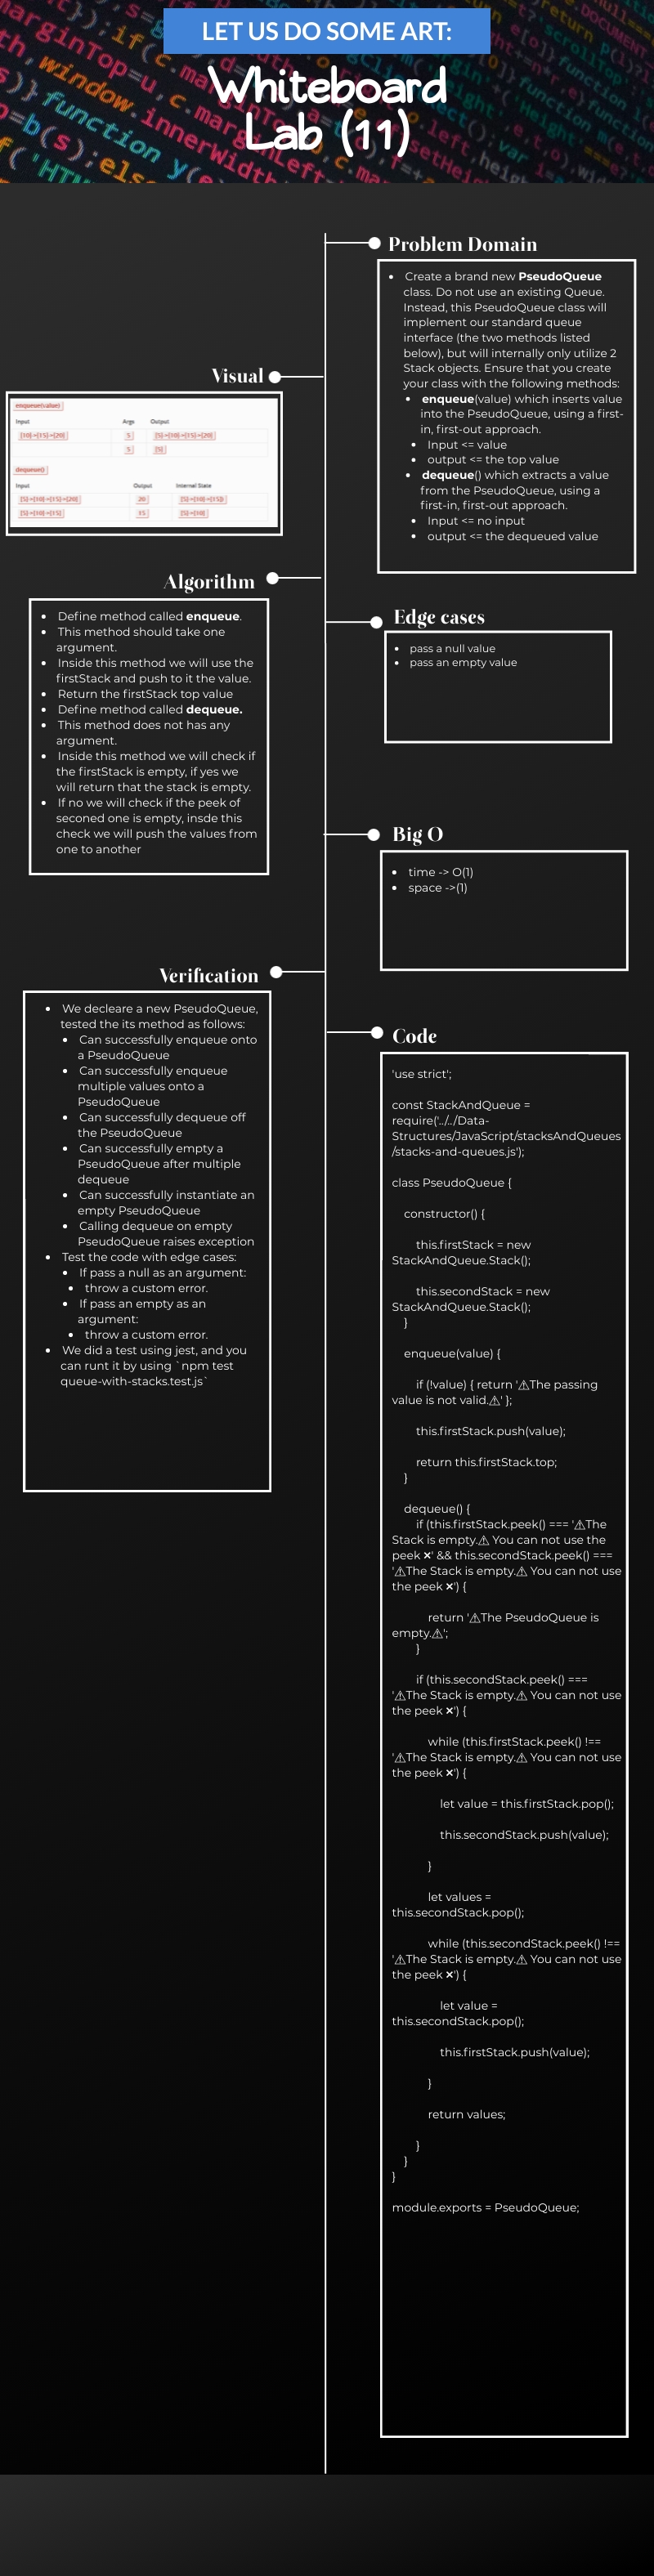 LET US DO SOME ART:
Whiteboard
Lab (11)
Problem Domain
• Create a brand new PseudoQueue
class. Do not use an existing Queue.
Instead, this PseudoQueue class will
implement our standard queue
interface (the two methods listed
below), but will internally only utilize 2
Stack objects. Ensure that you create
your class with the following methods:
• enqueue(value) which inserts value
into the PseudoQueue, using a first-
in, first-out approach.
• Input <= value
• output <= the top value
• dequeue() which extracts a value
from the PseudoQueue, using a
first-in, first-out approach.
• Input <= no input
• output <= the dequeued value
Visual
enqueue(value)
Input Args Output
[10]->[15]->[20] 5 [5]->[10]->[15]->[20]
5 [5]
dequeue()
Input Output Internal State
[5]->[10]->[15]->[20] 20 [5]->[10]->[15])
[5]->[10]->[15] 15 [5]->[10]
Algorithm
• Define method called enqueue.
• This method should take one
argument.
• Inside this method we will use the
firstStack and push to it the value.
• Return the firstStack top value
• Define method called dequeue.
• This method does not has any
argument.
• Inside this method we will check if
the firstStack is empty, if yes we
will return that the stack is empty.
• If no we will check if the peek of
seconed one is empty, insde this
check we will push the values from
one to another
Edge cases
• pass a null value
• pass an empty value
Big O
• time -> O(1)
• space ->(1)
Verification
• We decleare a new PseudoQueue,
tested the its method as follows:
• Can successfully enqueue onto
a PseudoQueue
• Can successfully enqueue
multiple values onto a
PseudoQueue
• Can successfully dequeue off
the PseudoQueue
• Can successfully empty a
PseudoQueue after multiple
dequeue
• Can successfully instantiate an
empty PseudoQueue
• Calling dequeue on empty
PseudoQueue raises exception
• Test the code with edge cases:
• If pass a null as an argument:
• throw a custom error.
• If pass an empty as an
argument:
• throw a custom error.
• We did a test using jest, and you
can runt it by using `npm test
queue-with-stacks.test.js`
Code
'use strict';
const StackAndQueue =
require('../../Data-
Structures/JavaScript/stacksAndQueues
/stacks-and-queues.js');
class PseudoQueue {
constructor() {
this.firstStack = new
StackAndQueue.Stack();
this.secondStack = new
StackAndQueue.Stack();
}
enqueue(value) {
if (!value) { return '⚠The passing
value is not valid.⚠' };
this.firstStack.push(value);
return this.firstStack.top;
}
dequeue() {
if (this.firstStack.peek() === '⚠The
Stack is empty.⚠ You can not use the
peek ❌' && this.secondStack.peek() ===
'⚠The Stack is empty.⚠ You can not use
the peek ❌') {
return '⚠The PseudoQueue is
empty.⚠';
}
if (this.secondStack.peek() ===
'⚠The Stack is empty.⚠ You can not use
the peek ❌') {
while (this.firstStack.peek() !==
'⚠The Stack is empty.⚠ You can not use
the peek ❌') {
let value = this.firstStack.pop();
this.secondStack.push(value);
}
let values =
this.secondStack.pop();
while (this.secondStack.peek() !==
'⚠The Stack is empty.⚠ You can not use
the peek ❌') {
let value =
this.secondStack.pop();
this.firstStack.push(value);
}
return values;
}
}
}
module.exports = PseudoQueue;